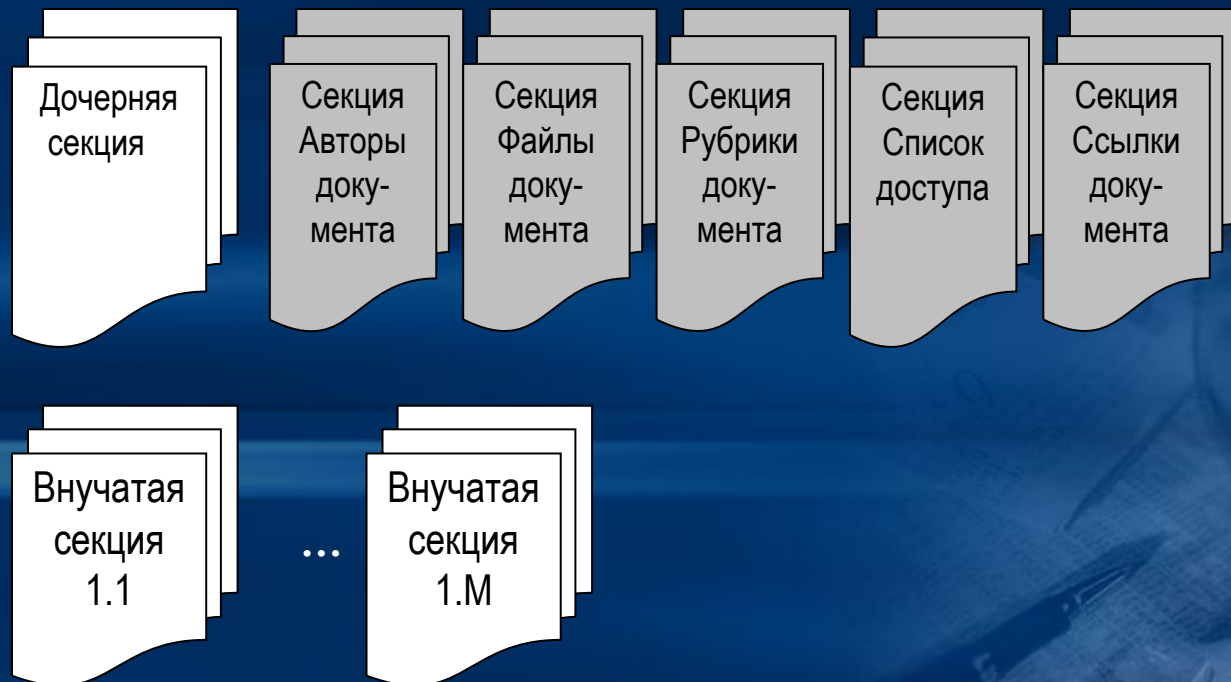 Дочерняя
секция
Секция
Авторы
доку-
мента
Секция
Файлы
доку-
мента
Секция
Рубрики
доку-
мента
Секция
Список
доступа
Секция
Ссылки
доку-
мента
Внучатая
секция
1.1
...
Внучатая
секция
1.М